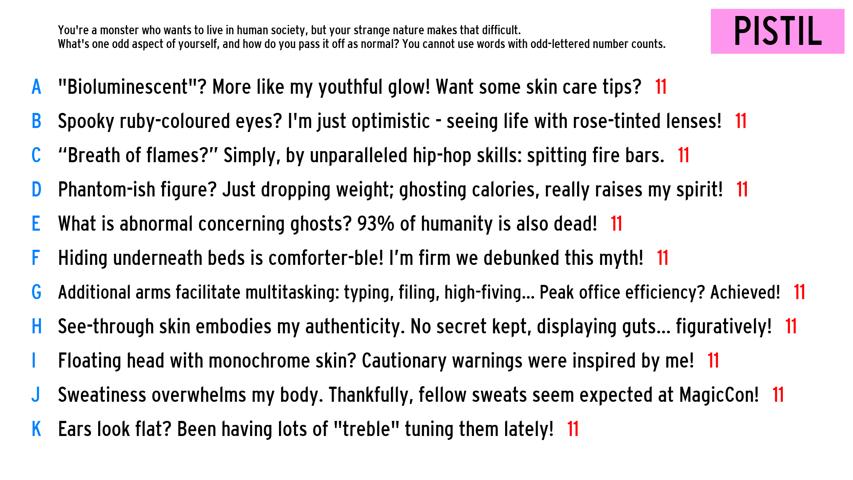 You're a monster who wants to live in human society, but your strange nature makes that difficult.
What's one odd aspect of yourself, and how do you pass it off as normal? You cannot use words with odd-lettered number counts.
PISTIL
A "Bioluminescent"? More like my youthful glow! Want some skin care tips? 11
B Spooky ruby-coloured eyes? I'm just optimistic - seeing life with rose-tinted lenses! 11
C “Breath of flames?” Simply, by unparalleled hip-hop skills: spitting fire bars. 11
D Phantom-ish figure? Just dropping weight; ghosting calories, really raises my spirit! 11
E What is abnormal concerning ghosts? 93% of humanity is also dead! 11
F Hiding underneath beds is comforter-ble! I’m firm we debunked this myth! 11
G Additional arms facilitate multitasking: typing, filing, high-fiving... Peak office efficiency? Achieved! 11
H See-through skin embodies my authenticity. No secret kept, displaying guts... figuratively! 11
I Floating head with monochrome skin? Cautionary warnings were inspired by me! 11
J Sweatiness overwhelms my body. Thankfully, fellow sweats seem expected at MagicCon! 11
K Ears look flat? Been having lots of "treble" tuning them lately! 11